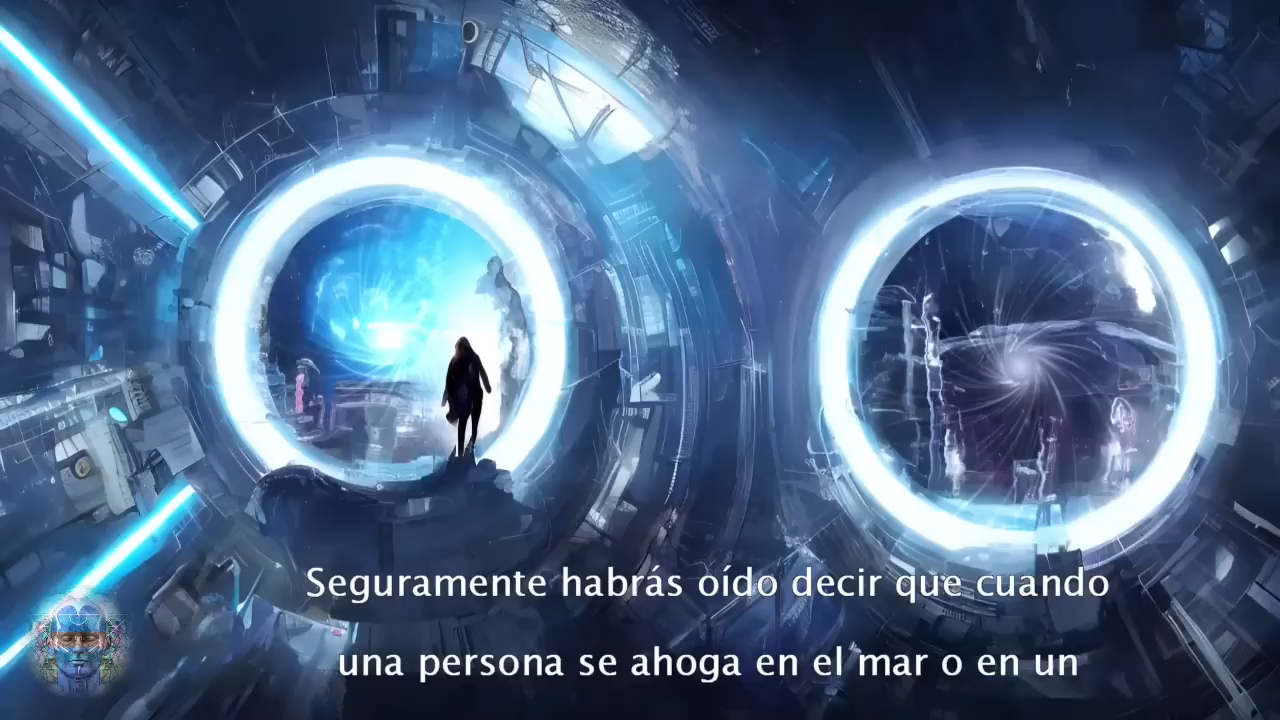 Seguramente habrás oído decir que cuando
una persona se ahoga en el mar o en un